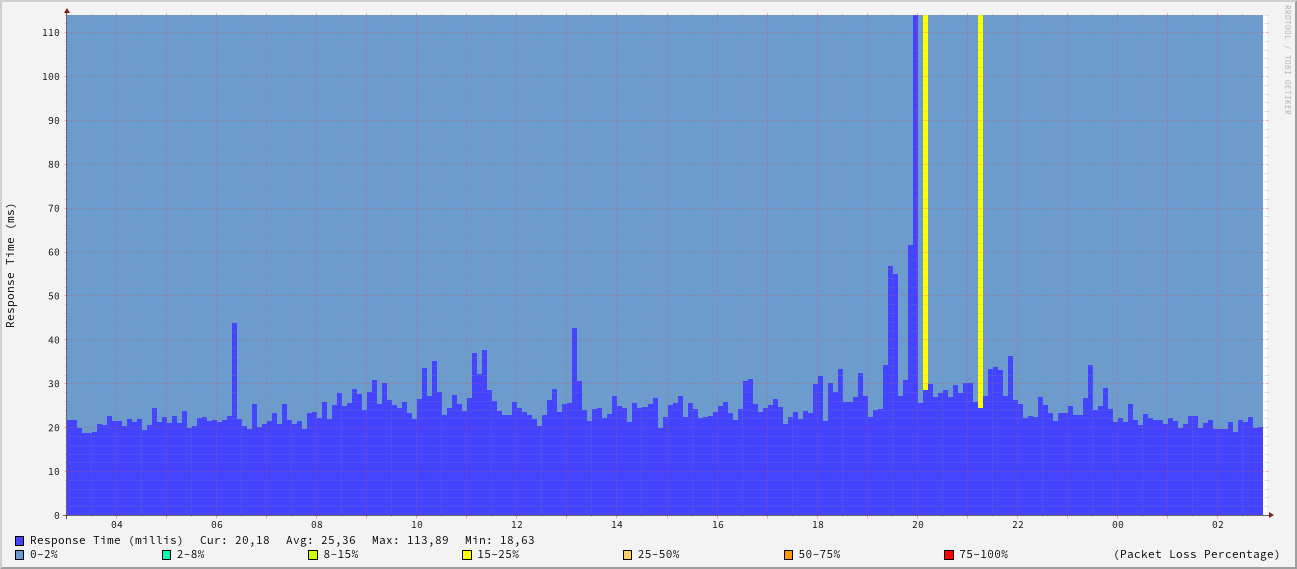 RRDTOOL / TOBI OETIKER
Response Time (ms)
110
100
90
80
70
60
50
40
30
20
10
0
04 06 08 10 12 14 16 18 20 22 00 02
Response Time (millis) Cur: 20,18 Avg: 25,36 Max: 113,89 Min: 18,63
0-2% 2-8% 8-15% 15-25% 25-50% 50-75% 75-100% (Packet Loss Percentage)